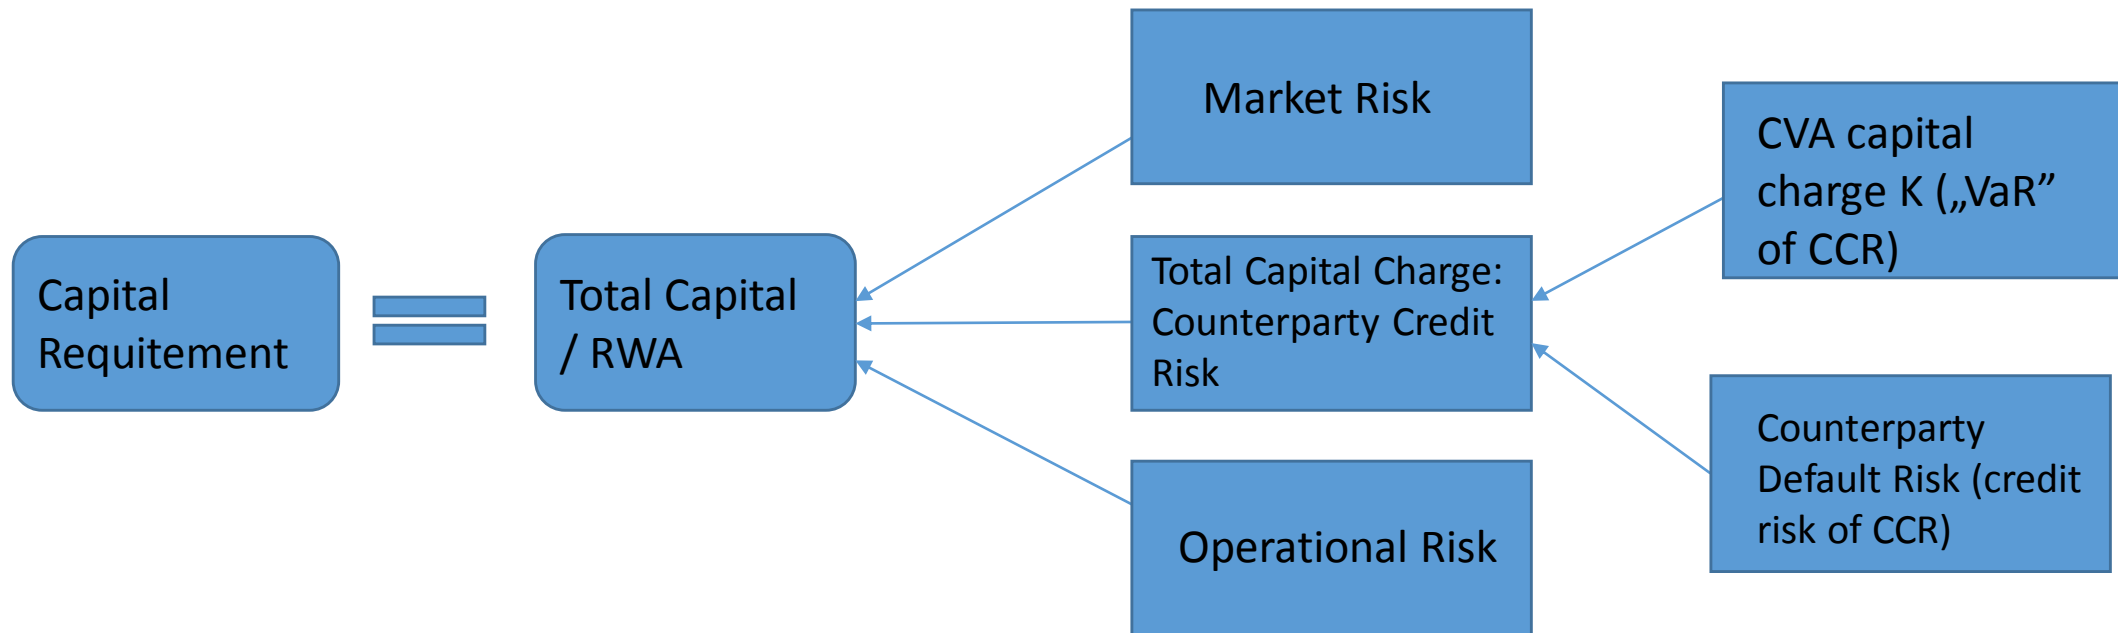 Capital
Requitement
Total Capital
/ RWA
Market Risk
Total Capital Charge:
Counterparty Credit
Risk
Operational Risk
CVA capital
charge K („VaR”
of CCR)
Counterparty
Default Risk (credit
risk of CCR)